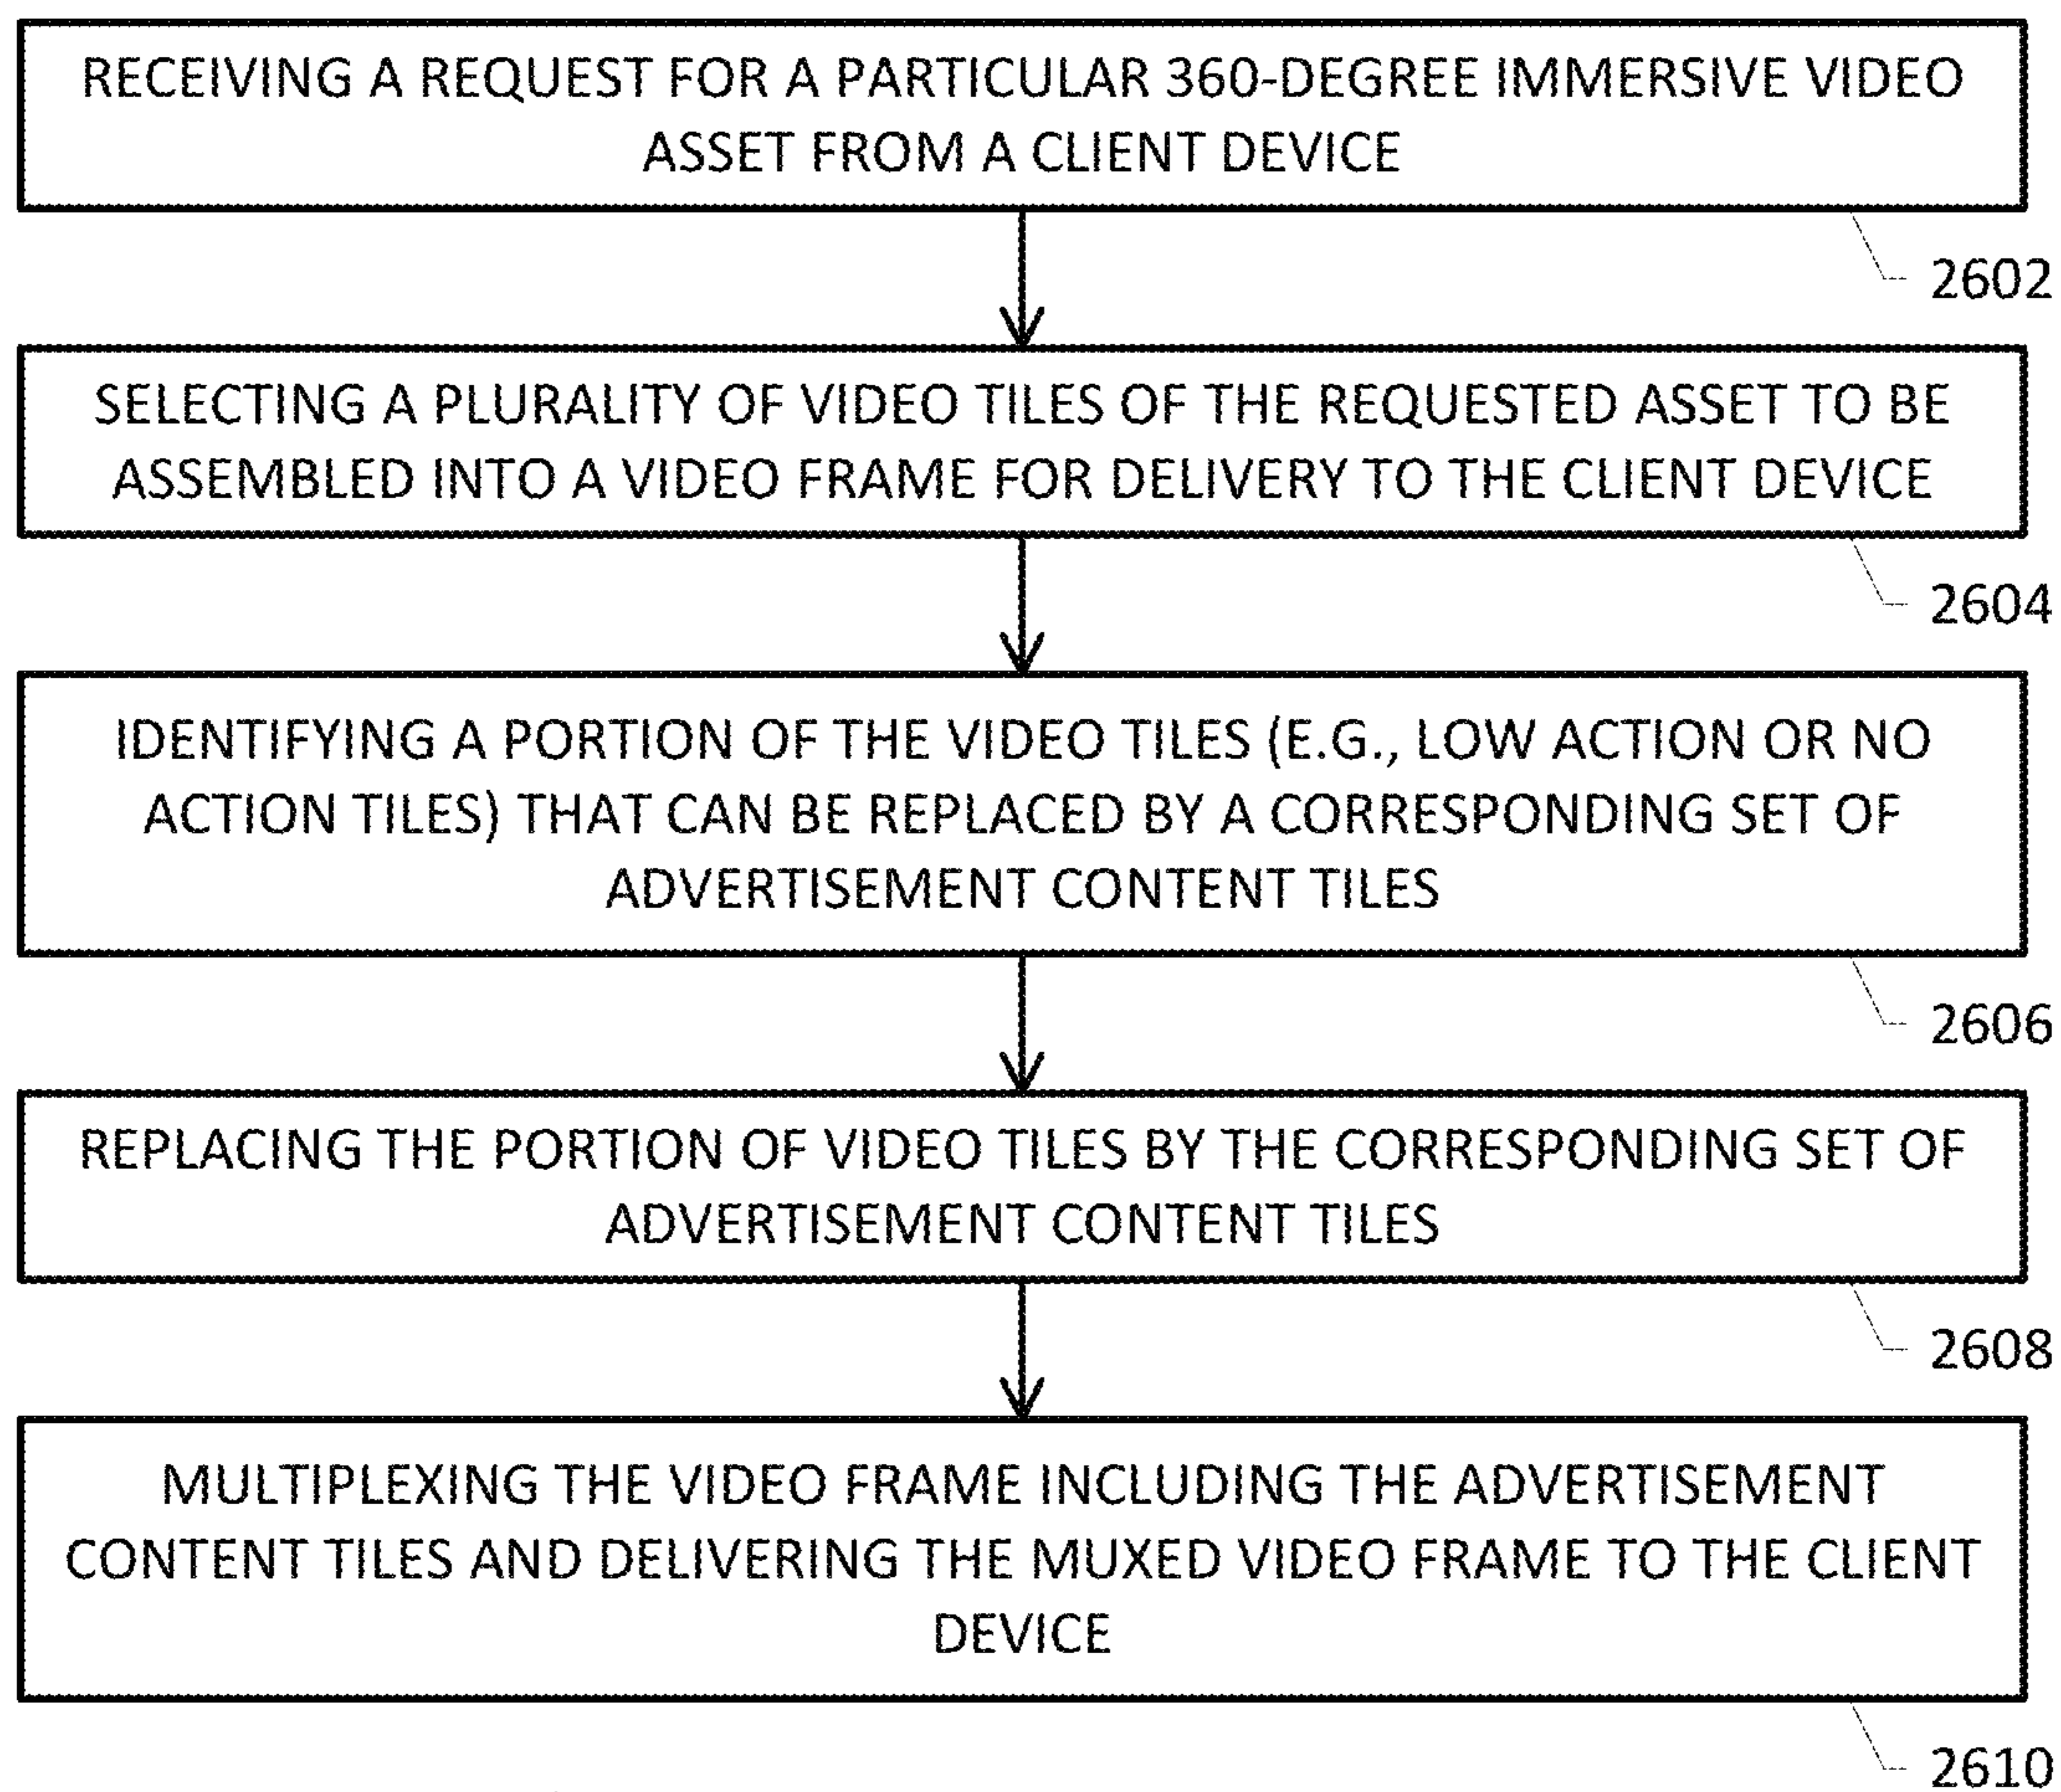 RECEIVING A REQUEST FOR A PARTICULAR 360-DEGREE IMMERSIVE VIDEO
ASSET FROM A CLIENT DEVICE
2602
SELECTING A PLURALITY OF VIDEO TILES OF THE REQUESTED ASSET TO BE
ASSEMBLED INTO A VIDEO FRAME FOR DELIVERY TO THE CLIENT DEVICE
2604
IDENTIFYING A PORTION OF THE VIDEO TILES (E.G., LOW ACTION OR NO
ACTION TILES) THAT CAN BE REPLACED BY A CORRESPONDING SET OF
ADVERTISEMENT CONTENT TILES
2606
REPLACING THE PORTION OF VIDEO TILES BY THE CORRESPONDING SET OF
ADVERTISEMENT CONTENT TILES
2608
MULTIPLEXING THE VIDEO FRAME INCLUDING THE ADVERTISEMENT
CONTENT TILES AND DELIVERING THE MUXED VIDEO FRAME TO THE CLIENT
DEVICE
2610